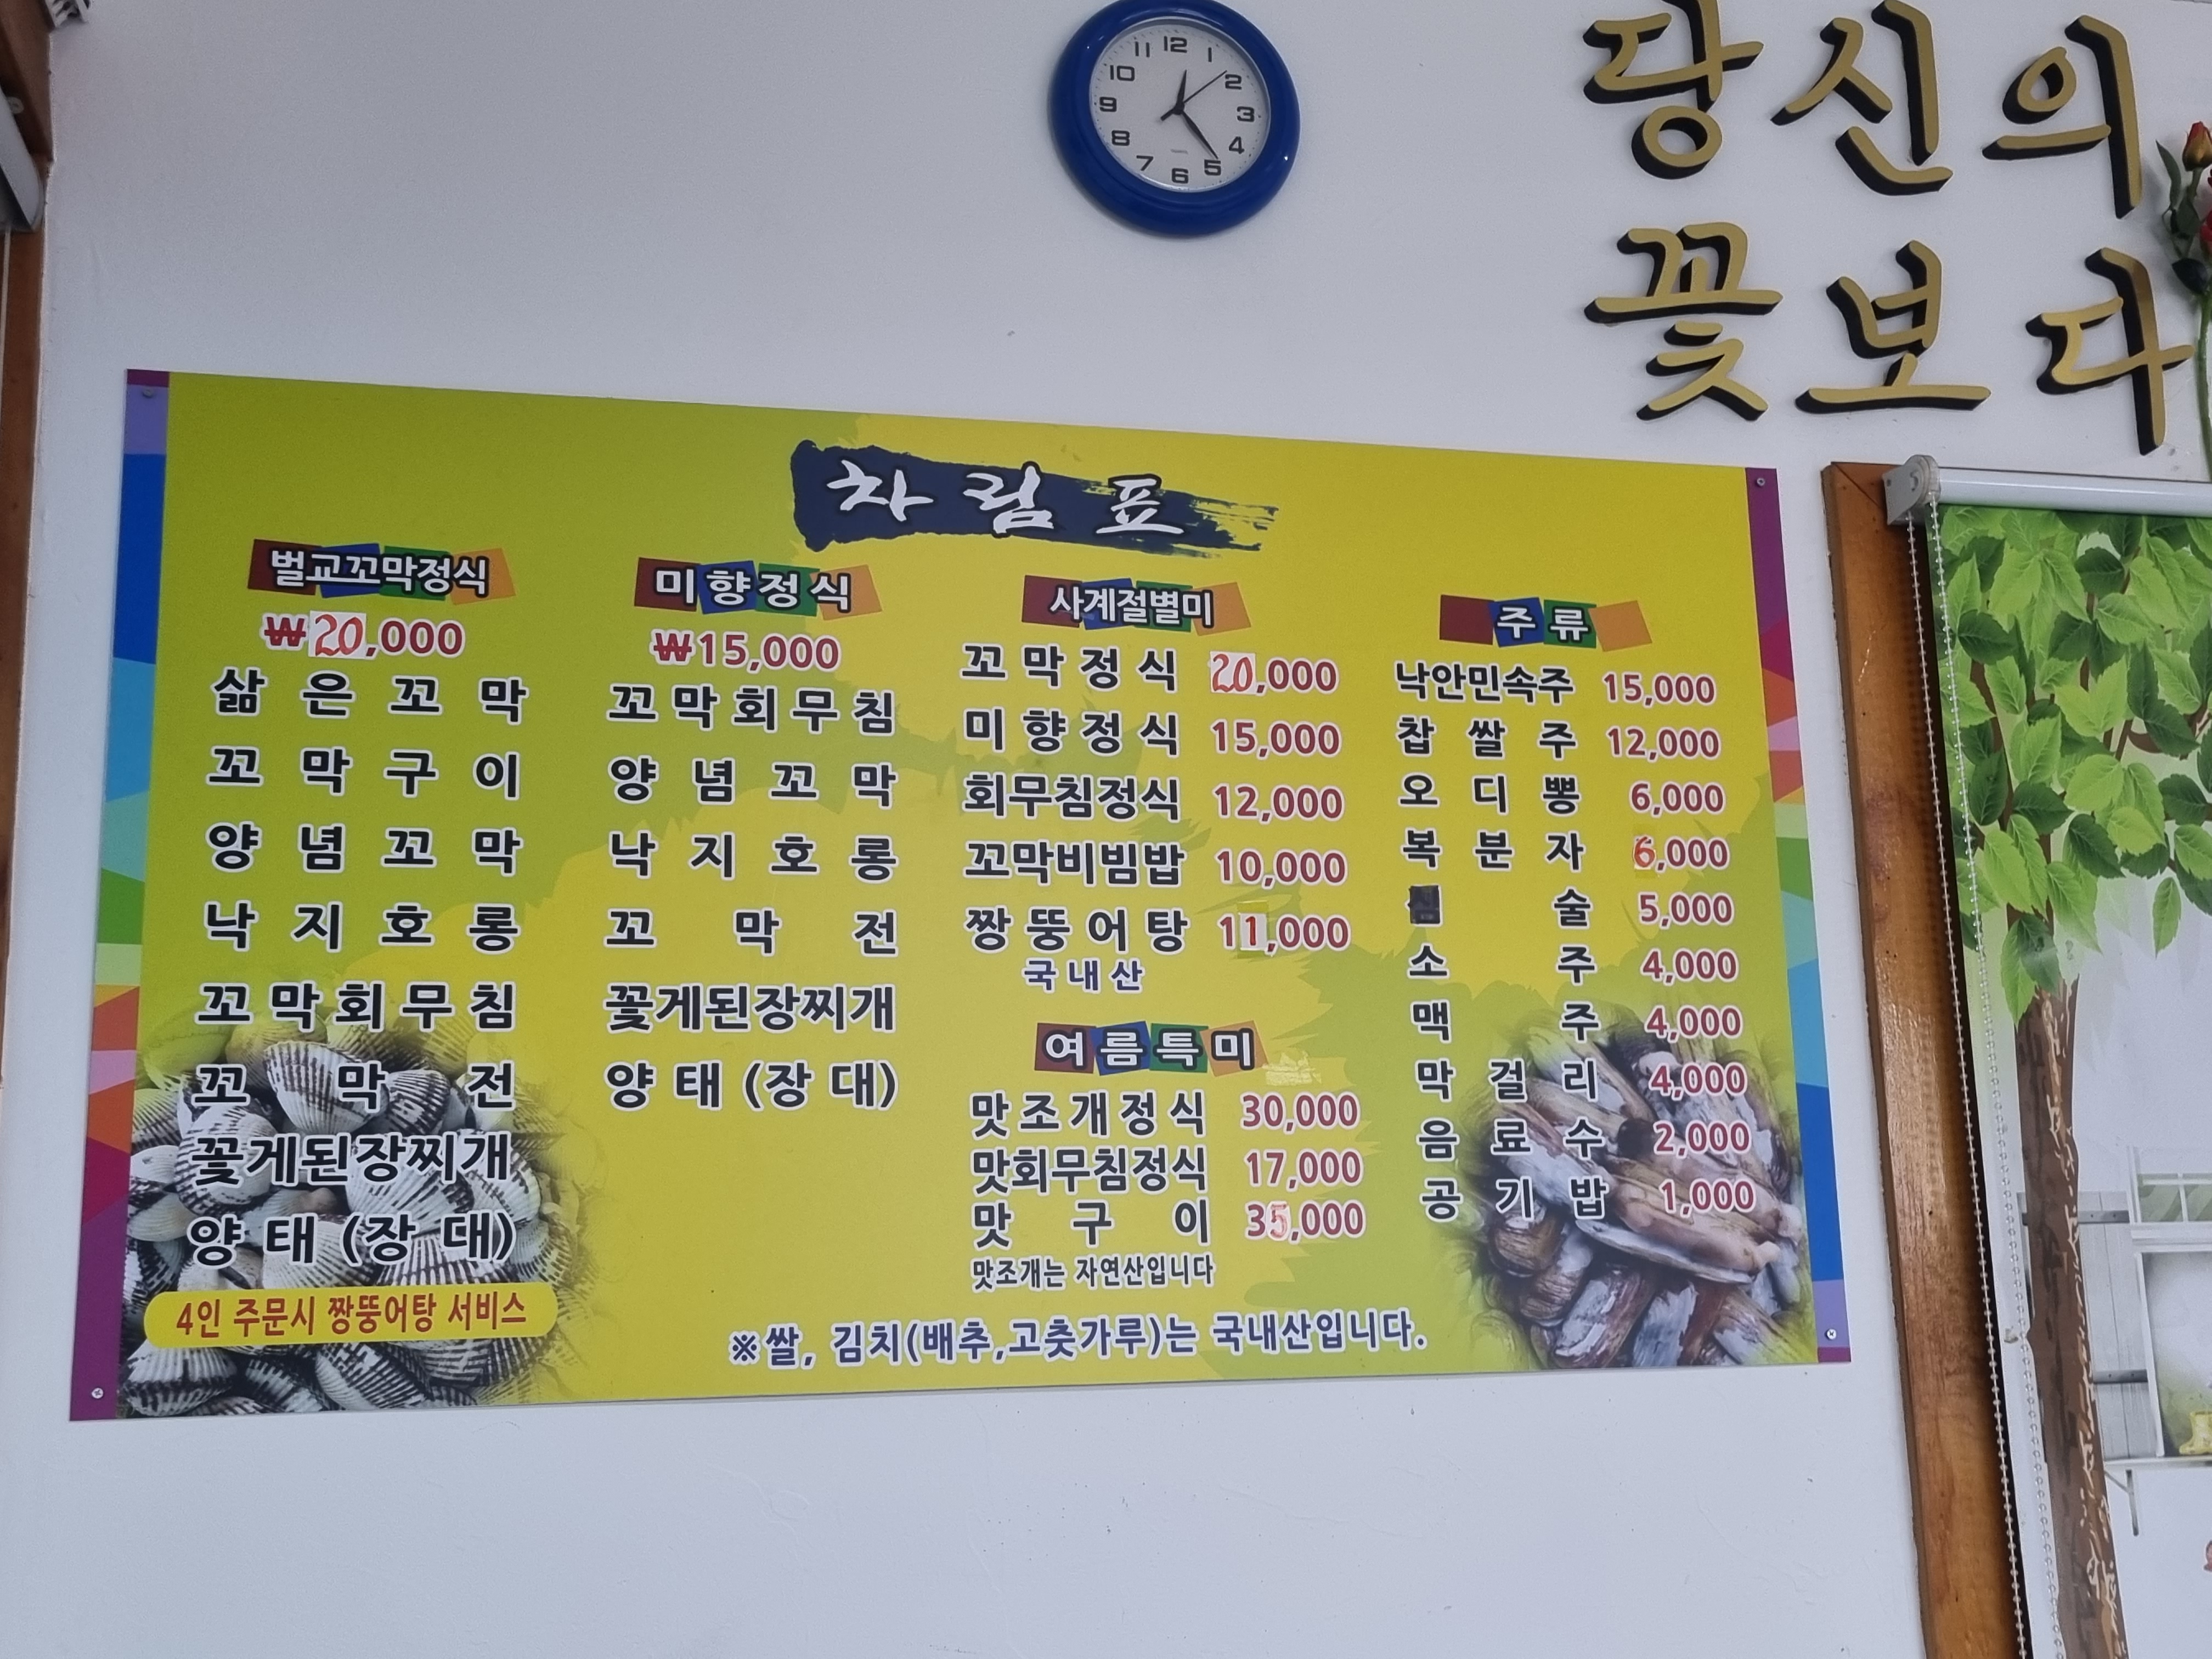 12 1 2 3 4 5 6 7 8 9 10 11
당신의
꽃보다
차림표
벌교꼬막정식
₩20,000
삶은꼬막
꼬막구이
양념꼬막
낙지호롱
꼬막회무침
꼬막전
꽃게된장찌개
양태(장대)
4인 주문시 짱뚱어탕 서비스
미향정식
₩15,000
꼬막회무침
양념꼬막
낙지호롱
꼬막전
꽃게된장찌개
양태(장대)
사계절별미
꼬막정식 20,000
미향정식 15,000
회무침정식 12,000
꼬막비빔밥 10,000
짱뚱어탕 11,000
국내산
여름특미
맛조개정식 30,000
맛회무침정식 17,000
맛구이 35,000
맛조개는 자연산입니다
주류
낙안민속주 15,000
찹쌀주 12,000
오디뽕 6,000
복분자 6,000
술 5,000
소주 4,000
맥주 4,000
막걸리 4,000
음료수 2,000
공기밥 1,000
※쌀, 김치(배추,고춧가루)는 국내산입니다.